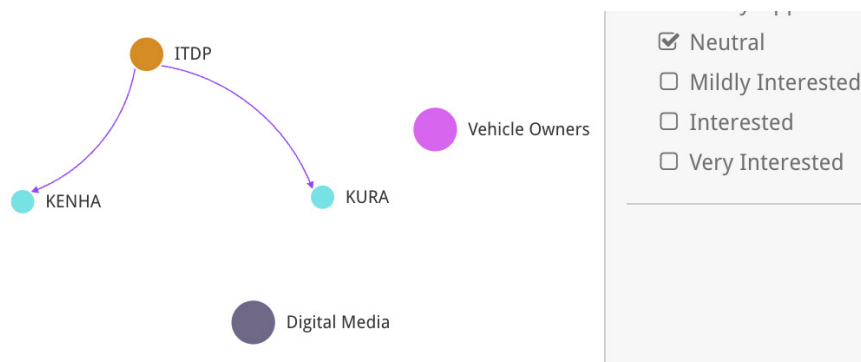 ITDP
Vehicle Owners
KENHA
KURA
Digital Media
Neutral
Mildly Interested
Interested
Very Interested